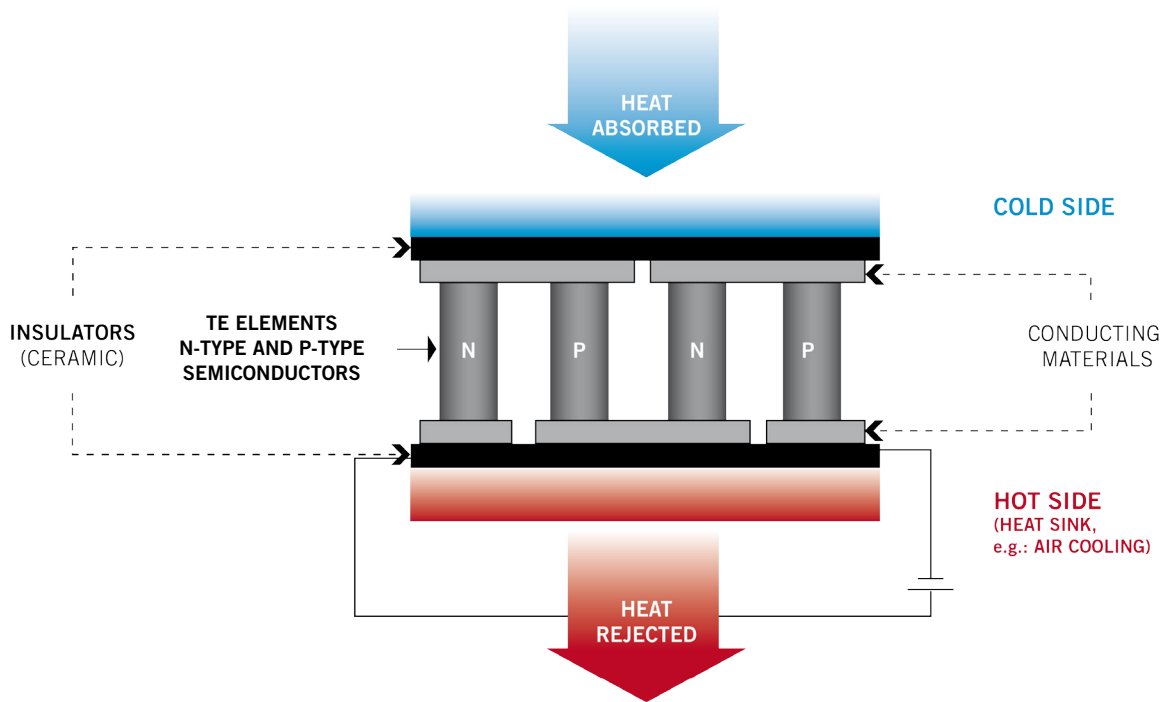 HEAT
ABSORBED
COLD SIDE
INSULATORS
(CERAMIC)
TE ELEMENTS
N-TYPE AND P-TYPE
SEMICONDUCTORS
N
P
N
P
CONDUCTING
MATERIALS
HOT SIDE
(HEAT SINK,
e.g.: AIR COOLING)
HEAT
REJECTED